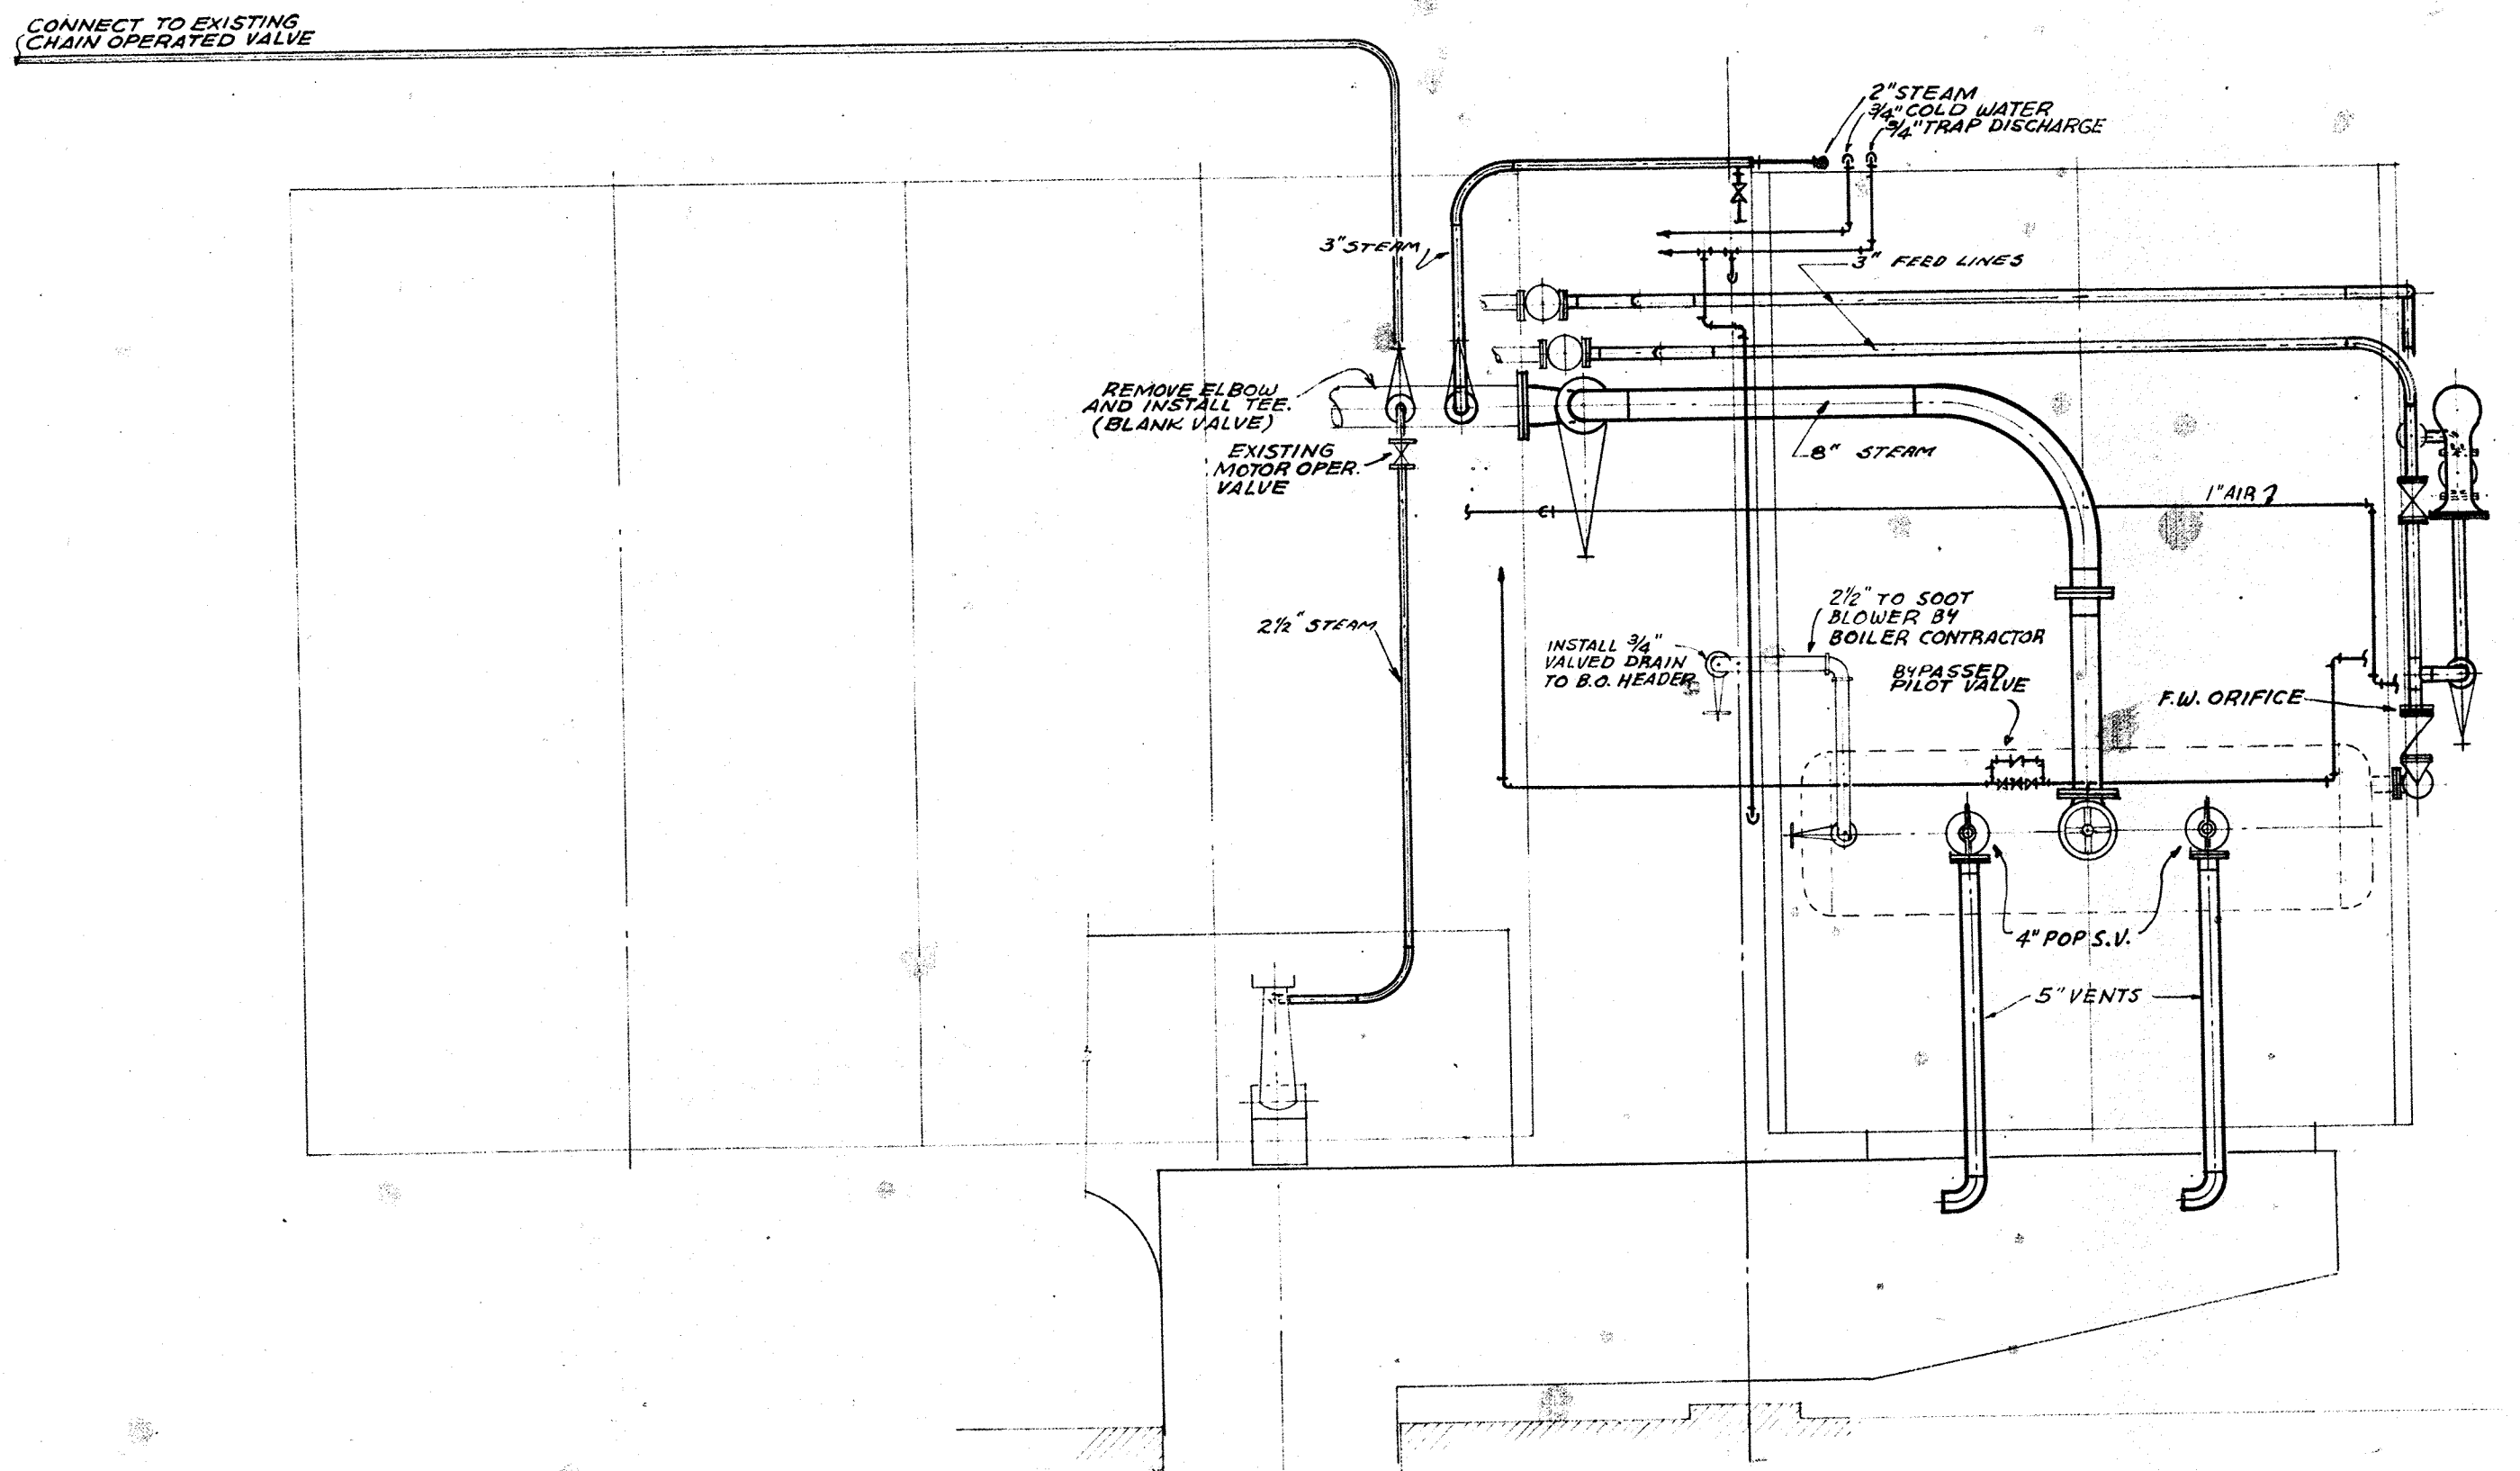 CONNECT TO EXISTING
CHAIN OPERATED VALVE
2" STEAM
3/4" COLD WATER
3/4" TRAP DISCHARGE
3" STEAM
3" FEED LINES
REMOVE ELBOW
AND INSTALL TEE.
(BLANK VALVE)
EXISTING
MOTOR OPER.
VALVE
8" STEAM
1" AIR
2 1/2" STEAM
2 1/2" TO SOOT
BLOWER BY
BOILER CONTRACTOR
INSTALL 3/4"
VALVED DRAIN
TO B.O. HEADER
BYPASSED
PILOT VALVE
F.W. ORIFICE
4" POP S.V.
5" VENTS